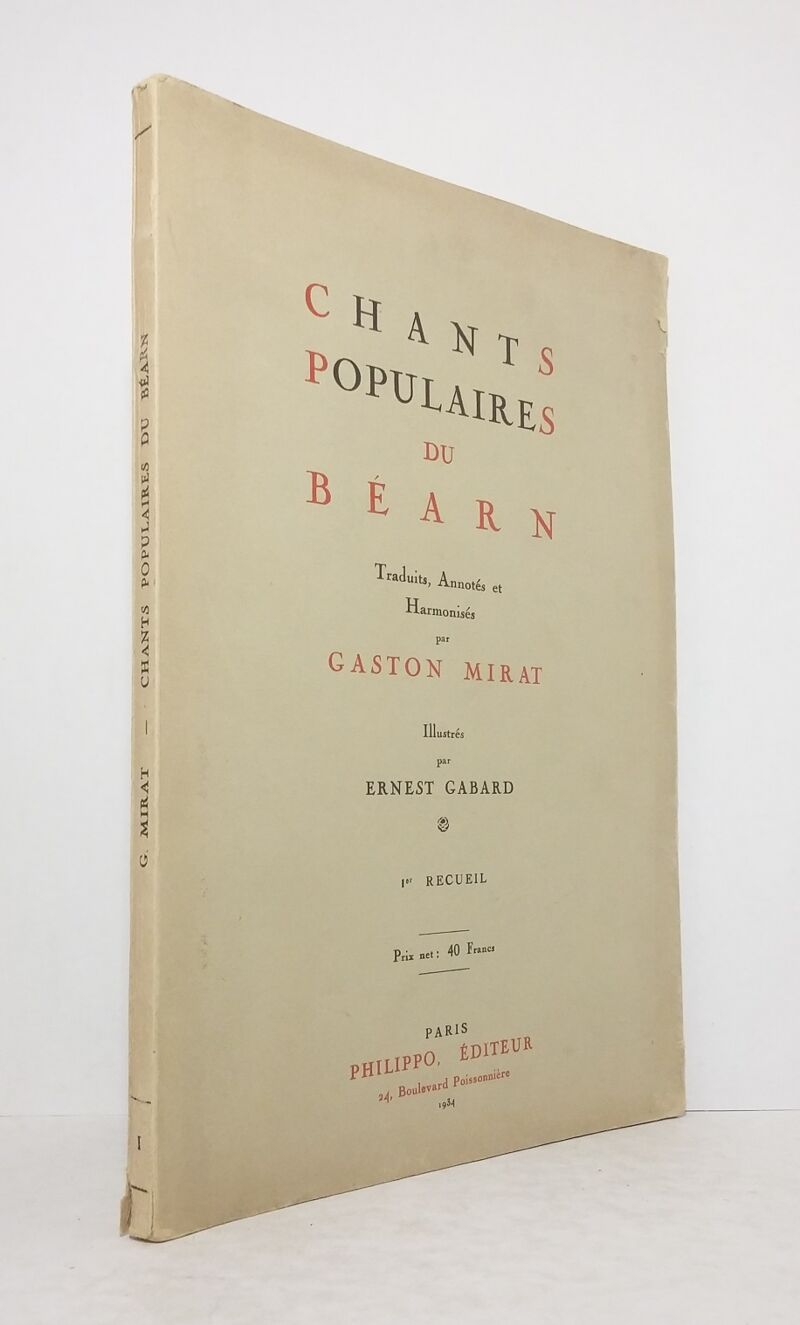 CHANTS
POPULAIRES
DU
BÉARN
Traduits, Annotés et
Harmonisés
par
GASTON MIRAT
Illustrés
par
ERNEST GABARD
1er RECUEIL
Prix net : 40 Francs
PARIS
PHILIPPO, ÉDITEUR
24, Boulevard Poissonnière
1934
G. MIRAT — CHANTS POPULAIRES DU BÉARN
I